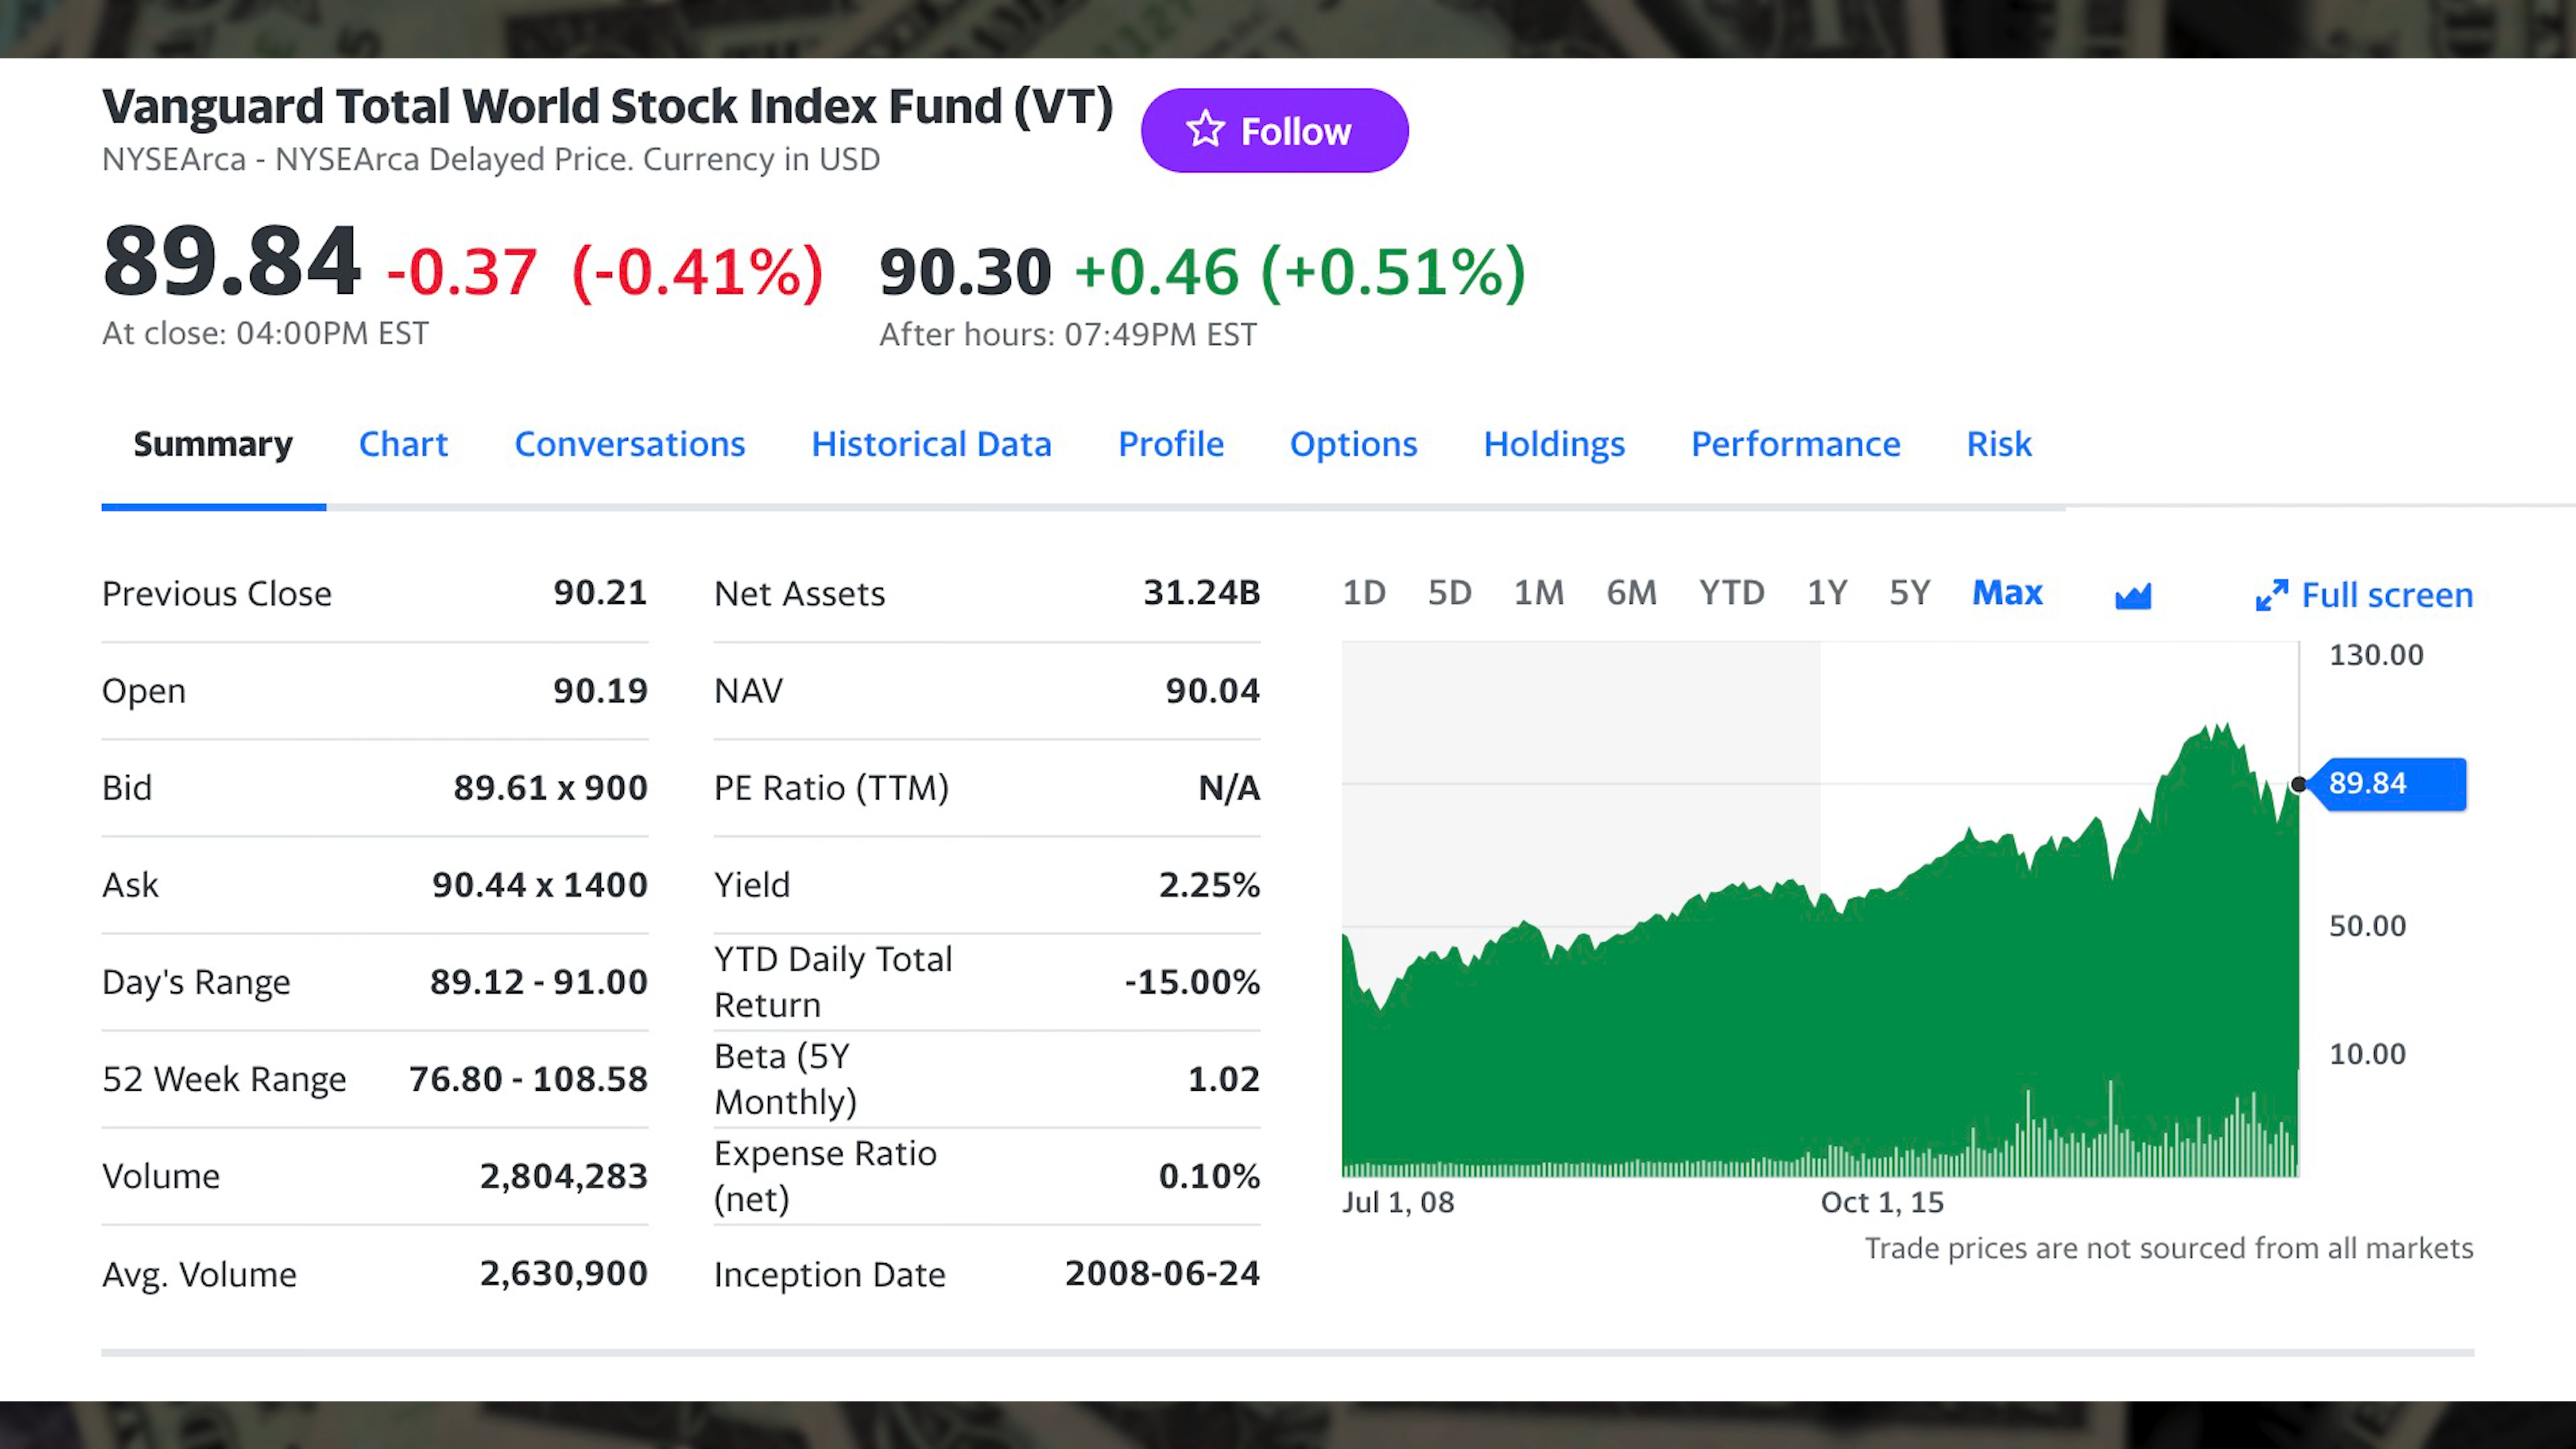 Vanguard Total World Stock Index Fund (VT)
Follow
NYSEArca - NYSEArca Delayed Price. Currency in USD
89.84 -0.37 (-0.41%) 90.30 +0.46 (+0.51%)
At close: 04:00PM EST After hours: 07:49PM EST
Summary Chart Conversations Historical Data Profile Options Holdings Performance Risk
Previous Close 90.21
Open 90.19
Bid 89.61 x 900
Ask 90.44 x 1400
Day's Range 89.12 - 91.00
52 Week Range 76.80 - 108.58
Volume 2,804,283
Avg. Volume 2,630,900
Net Assets 31.24B
NAV 90.04
PE Ratio (TTM) N/A
Yield 2.25%
YTD Daily Total
Return -15.00%
Beta (5Y
Monthly) 1.02
Expense Ratio
(net) 0.10%
Inception Date 2008-06-24
1D 5D 1M 6M YTD 1Y 5Y Max Full screen
130.00
89.84
50.00
10.00
Jul 1, 08 Oct 1, 15
Trade prices are not sourced from all markets